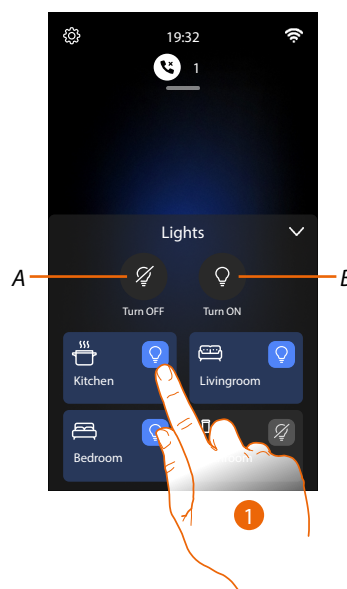 19:32
1
Lights
A
B
Turn OFF
Turn ON
Kitchen
Livingroom
Bedroom
1